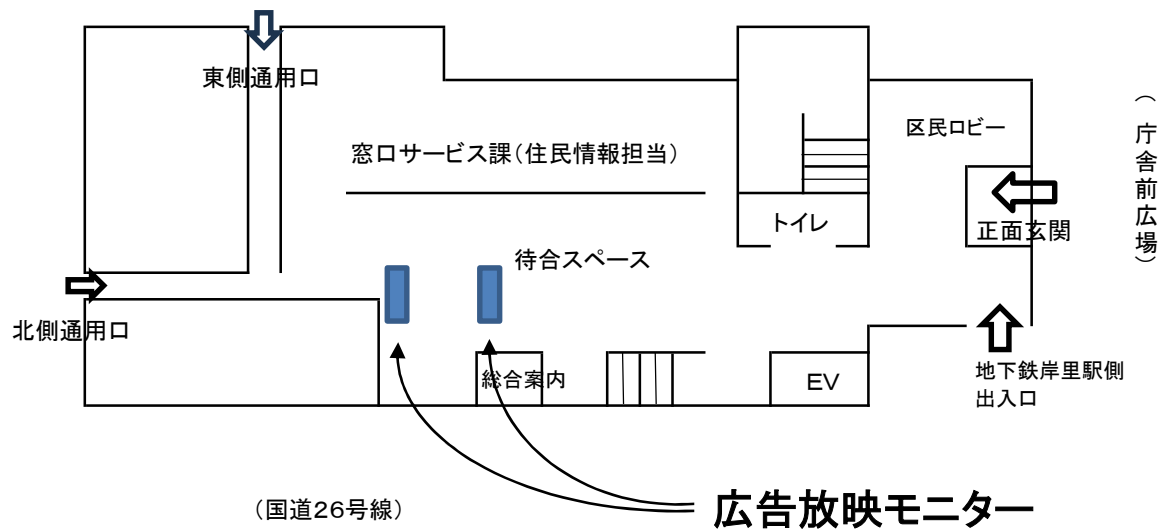 東側通用口
区民ロビー
(庁舎前広場)
窓口サービス課(住民情報担当)
トイレ
正面玄関
待合スペース
北側通用口
総合案内
EV
地下鉄岸里駅側
出入口
(国道26号線)
広告放映モニター